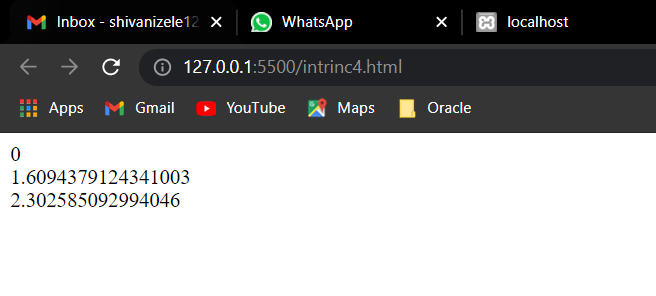 Inbox - shivanizele12
WhatsApp
localhost
127.0.0.1:5500/intrinc4.html
Apps
Gmail
YouTube
Maps
Oracle
0
1.6094379124341003
2.302585092994046